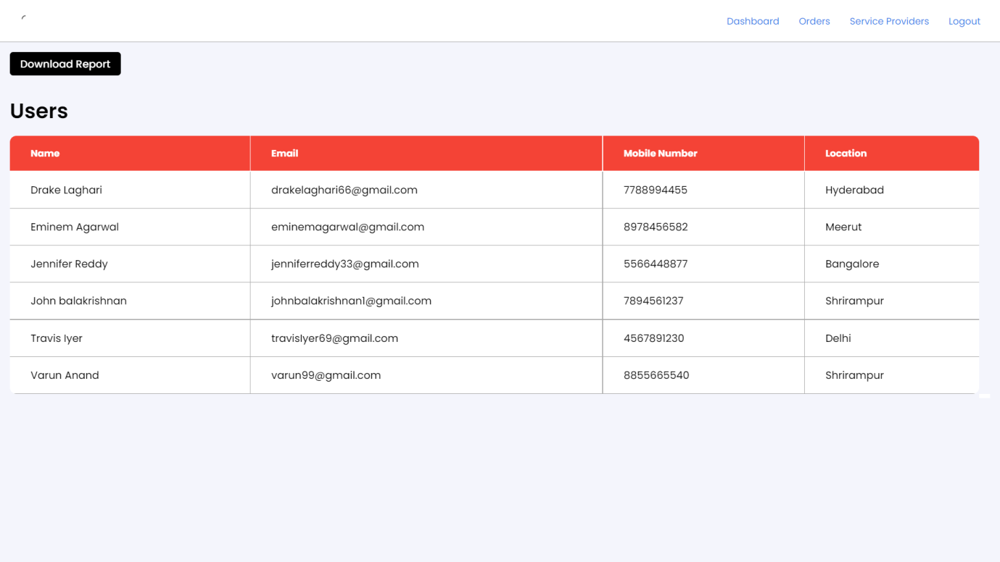 Dashboard Orders Service Providers Logout
Download Report
Users
Name Email Mobile Number Location
Drake Laghari drakelaghari66@gmail.com 7788994455 Hyderabad
Eminem Agarwal eminemagarwal@gmail.com 8978456582 Meerut
Jennifer Reddy jenniferreddy33@gmail.com 5566448877 Bangalore
John balakrishnan johnbalakrishnan1@gmail.com 7894561237 Shrirampur
Travis Iyer travisIyer69@gmail.com 4567891230 Delhi
Varun Anand varun99@gmail.com 8855665540 Shrirampur